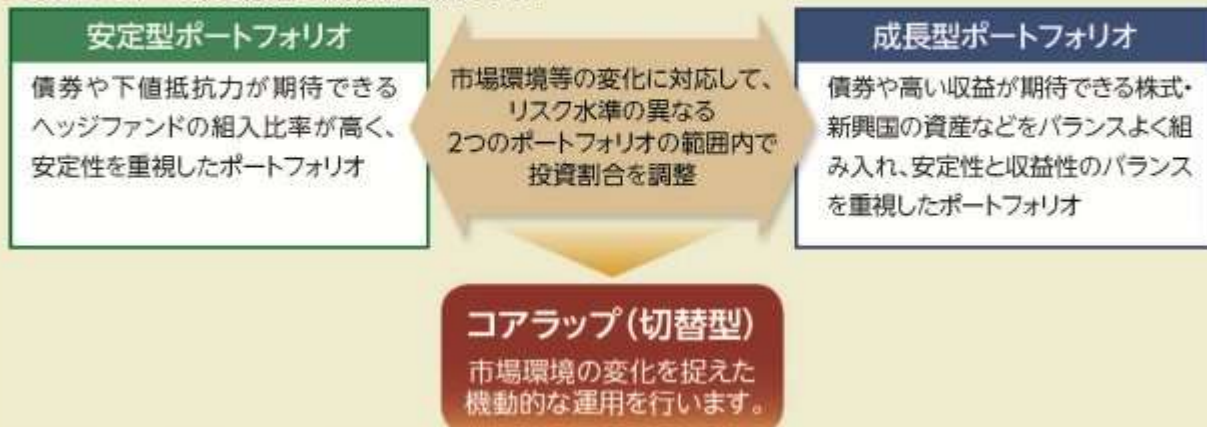 安定型ポートフォリオ
債券や下値抵抗力が期待できる
ヘッジファンドの組入比率が高く、
安定性を重視したポートフォリオ
市場環境等の変化に対応して、
リスク水準の異なる
2つのポートフォリオの範囲内で
投資割合を調整
成長型ポートフォリオ
債券や高い収益が期待できる株式・
新興国の資産などをバランスよく組
み入れ、安定性と収益性のバランス
を重視したポートフォリオ
コアラップ(切替型)
市場環境の変化を捉えた
機動的な運用を行います。